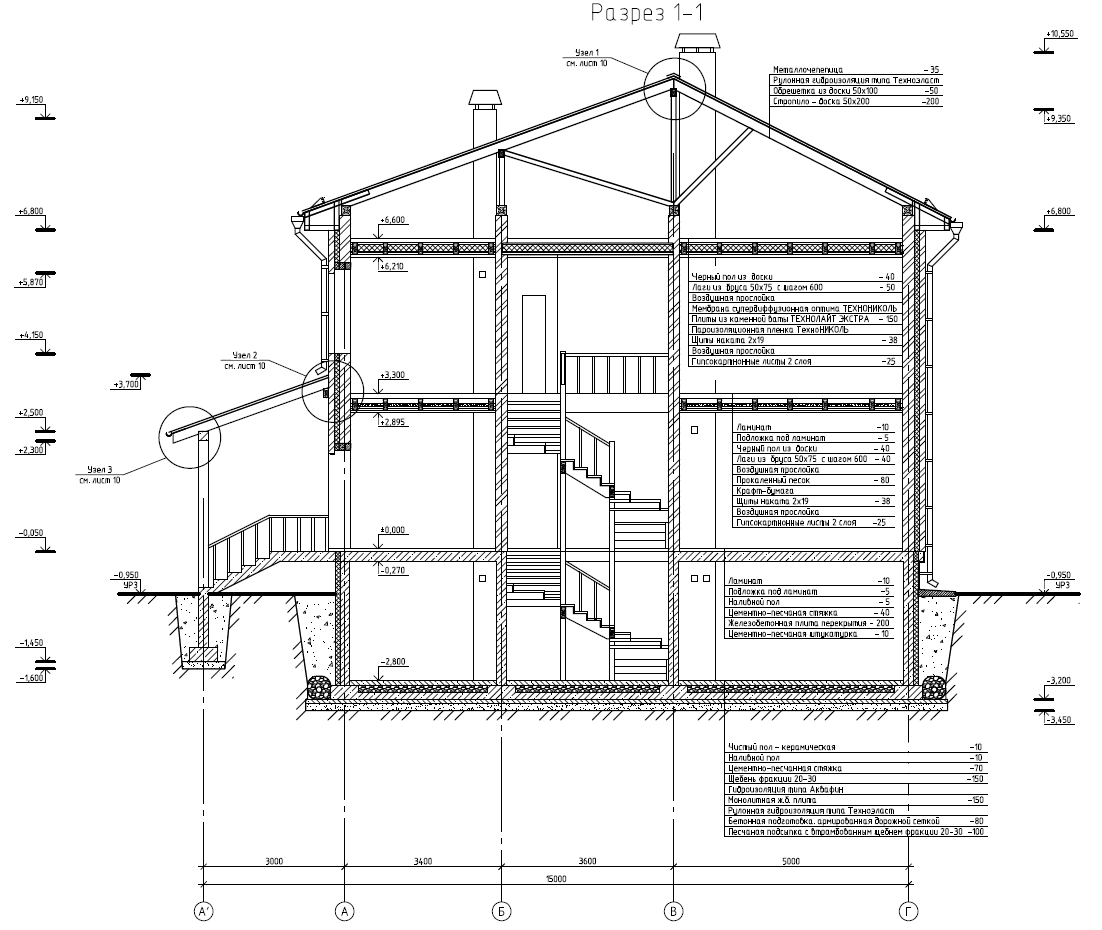 Разрез 1-1
Узел 1
см. лист 10
+10,550
+9,150
+9,350
Металлочепепица -35
Рулонная гидроизоляция типа Техноэласт
Обрешетка из доски 50х100 -50
Стропило - доска 50х200 -200
+6,800
+6,600
+6,800
+6,210
+5,870
Черный пол из доски - 40
Лаги из бруса 50х75 с шагом 600 - 50
Воздушная прослойка
Мембрана супердиффузионная оптима ТЕХНОНИКОЛЬ
Плиты из каменной ваты ТЕХНОЛАЙТ ЭКСТРА - 150
Пароизоляционная пленка ТехноНИКОЛЬ
Щиты наката 2х19 - 38
Воздушная прослойка
Гипсокартонные листы 2 слоя -25
+4,150
Узел 2
см. лист 10
+3,700
+3,300
+2,895
+2,500
+2,300
Узел 3
см. лист 10
Ламинат -10
Подложка под ламинат - 5
Черный пол из доски - 40
Лаги из бруса 50х75 с шагом 600 - 40
Воздушная прослойка
Прокаленный песок - 80
Крафт-бумага
Щиты наката 2х19 - 38
Воздушная прослойка
Гипсокартонные листы 2 слоя -25
-0,050
±0,000
-0,270
-0,950
УРЗ
-0,950
УРЗ
Ламинат -10
Подложка под ламинат -5
Наливной пол - 5
Цементно-песчаная стяжка - 40
Железобетонная плита перекрытия - 200
Цементно-песчаная штукатурка - 10
-1,450
-1,600
-2,800
-3,200
-3,450
Чистый пол - керамическая -10
Наливной пол -10
Цементно-песчанная стяжка -70
Щебень фракции 20-30 -150
Гидроизоляция типа Аквафин
Монолитная ж.б. плита -150
Рулонная гидроизоляция типа Техноэласт
Бетонная подготовка. армированная дорожной сеткой -80
Песчаная подсыпка с втрамбованным щебнем фракции 20-30 -100
3000
3400
3600
5000
15000
А'
А
Б
В
Г